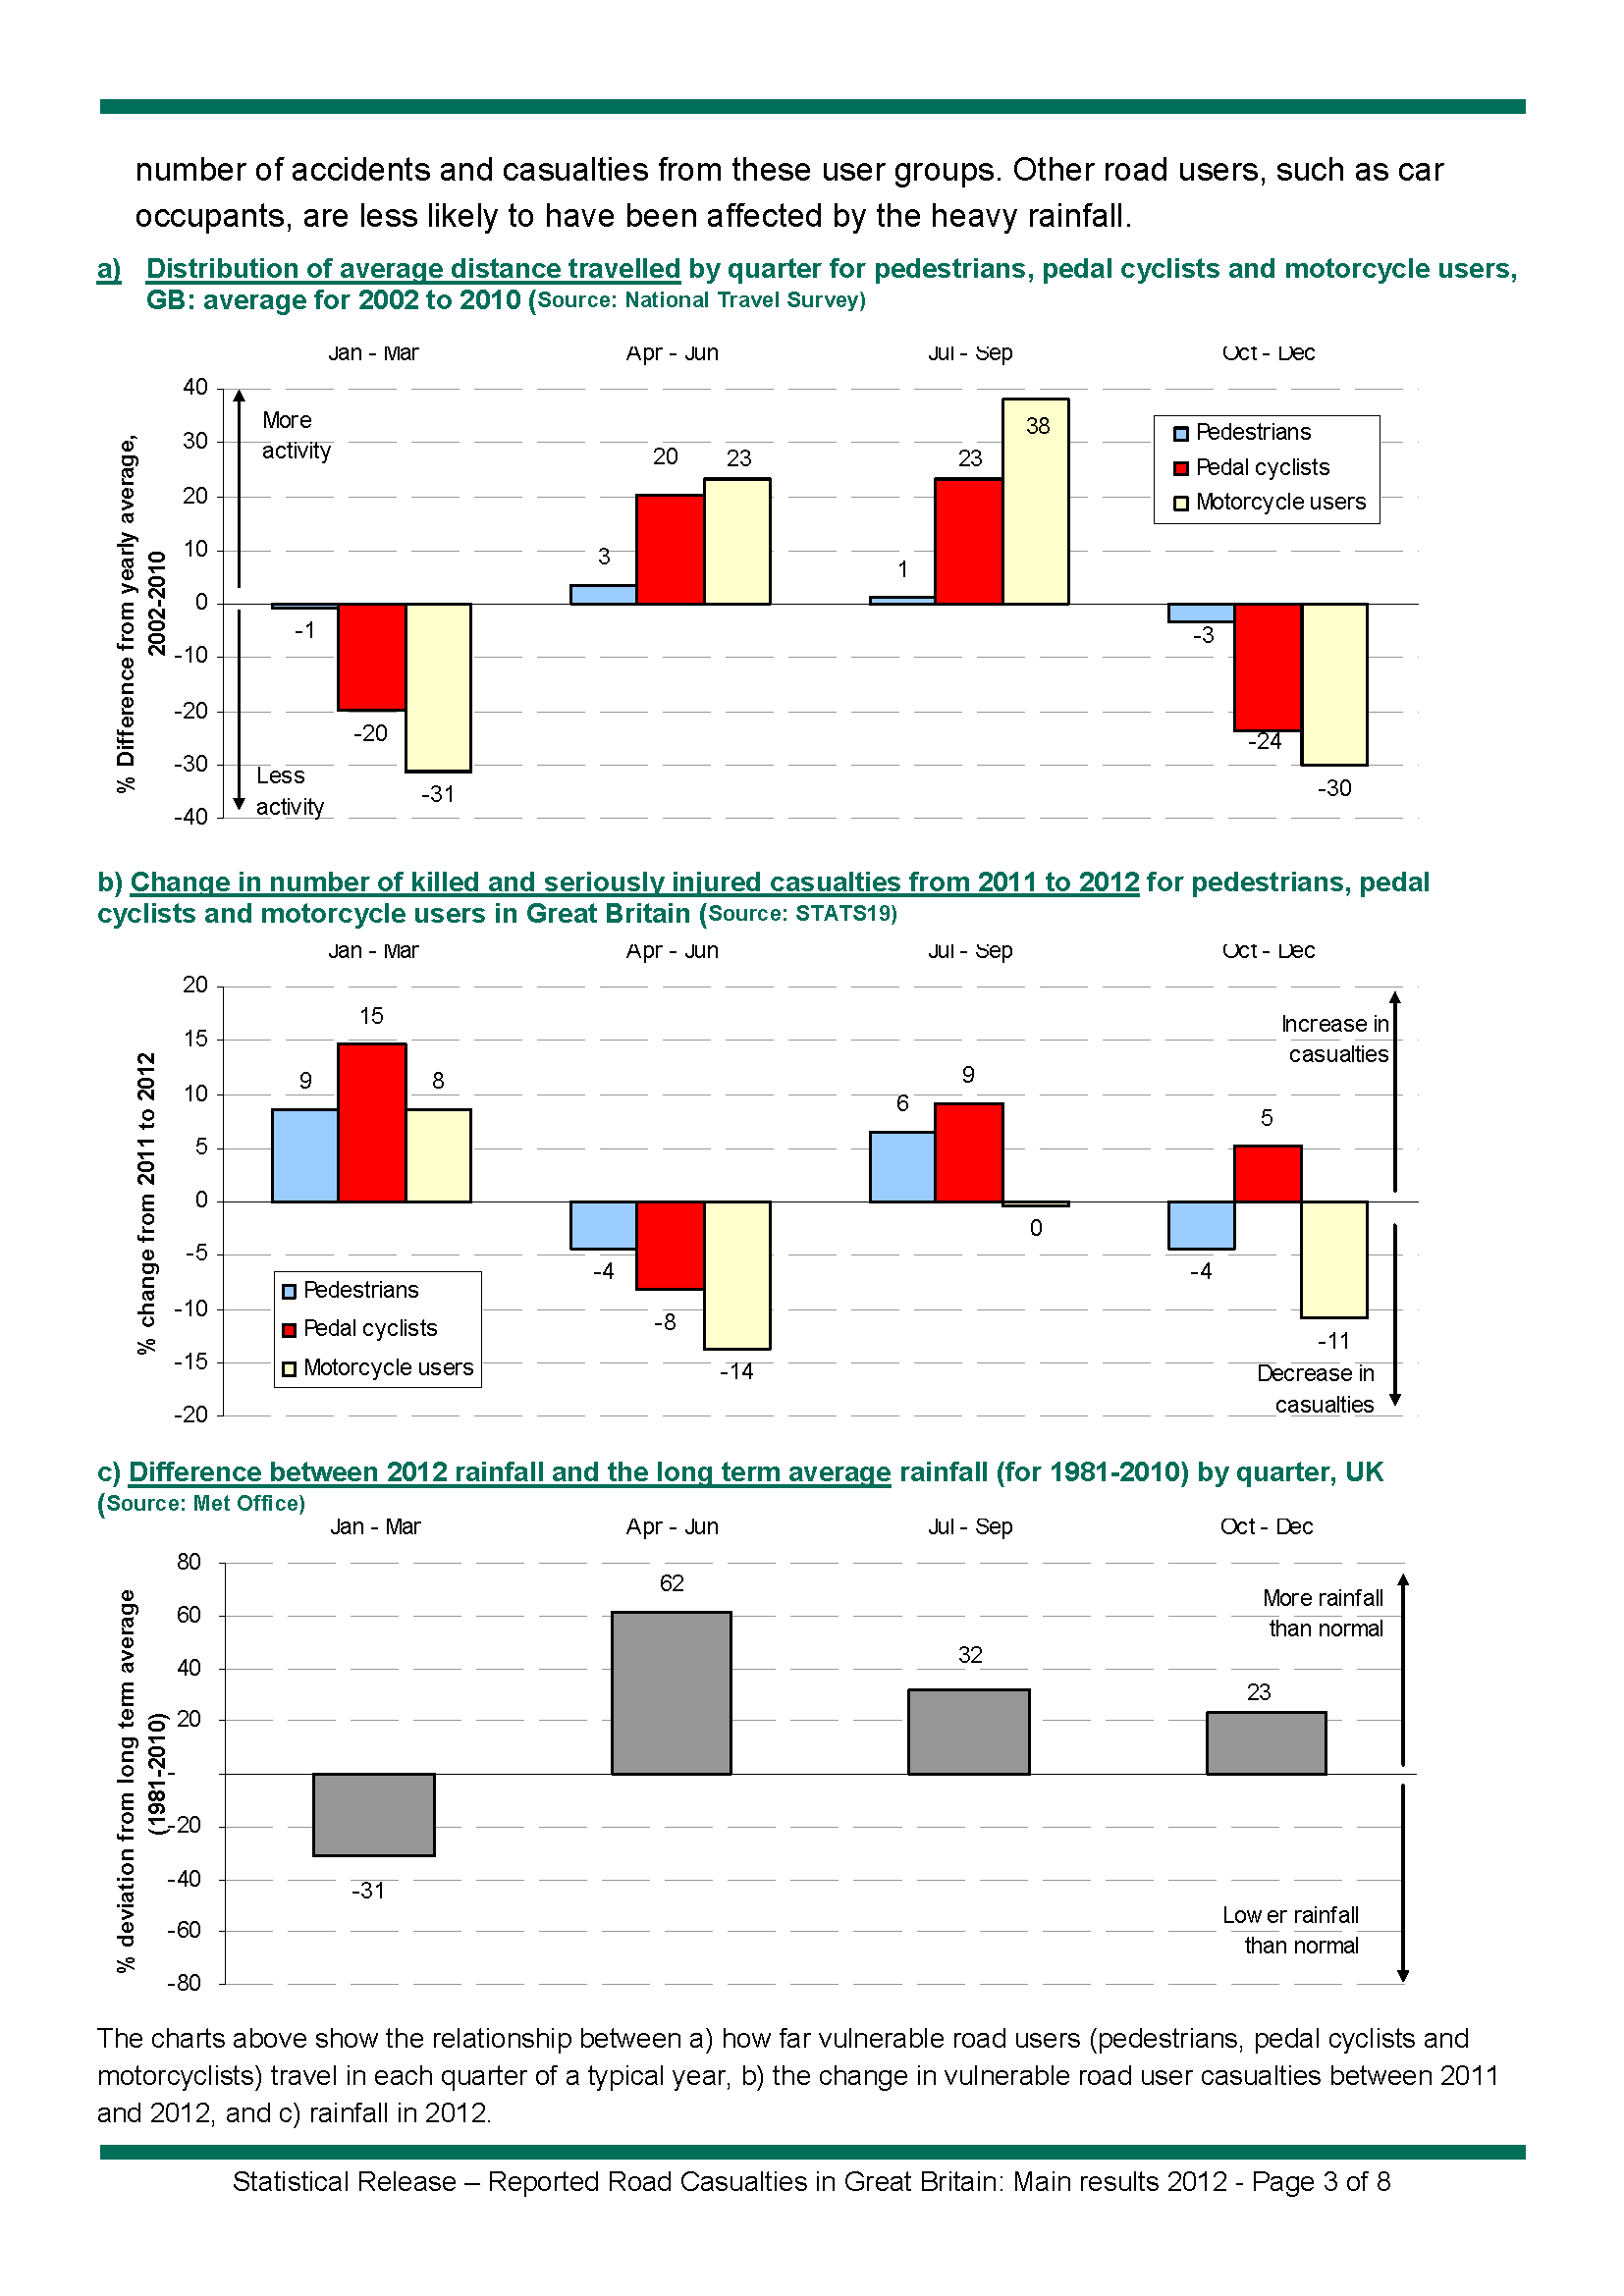 number of accidents and casualties from these user groups. Other road users, such as car
occupants, are less likely to have been affected by the heavy rainfall.
a) Distribution of average distance travelled by quarter for pedestrians, pedal cyclists and motorcycle users,
GB: average for 2002 to 2010 (Source: National Travel Survey)
Jan - Mar Apr - Jun Jul - Sep Oct - Dec
% Difference from yearly average,
2002-2010
40
30
20
10
0
-10
-20
-30
-40
More
activity
Less
activity
-1
-20
-31
3
20
23
1
23
38
-3
-24
-30
Pedestrians
Pedal cyclists
Motorcycle users
b) Change in number of killed and seriously injured casualties from 2011 to 2012 for pedestrians, pedal
cyclists and motorcycle users in Great Britain (Source: STATS19)
Jan - Mar Apr - Jun Jul - Sep Oct - Dec
% change from 2011 to 2012
20
15
10
5
0
-5
-10
-15
-20
9
15
8
-4
-8
-14
6
9
0
-4
5
-11
Increase in
casualties
Decrease in
casualties
Pedestrians
Pedal cyclists
Motorcycle users
c) Difference between 2012 rainfall and the long term average rainfall (for 1981-2010) by quarter, UK
(Source: Met Office)
Jan - Mar Apr - Jun Jul - Sep Oct - Dec
% deviation from long term average
(1981-2010)
80
60
40
20
-
-20
-40
-60
-80
-31
62
32
23
More rainfall
than normal
Low er rainfall
than normal
The charts above show the relationship between a) how far vulnerable road users (pedestrians, pedal cyclists and
motorcyclists) travel in each quarter of a typical year, b) the change in vulnerable road user casualties between 2011
and 2012, and c) rainfall in 2012.
Statistical Release – Reported Road Casualties in Great Britain: Main results 2012 - Page 3 of 8